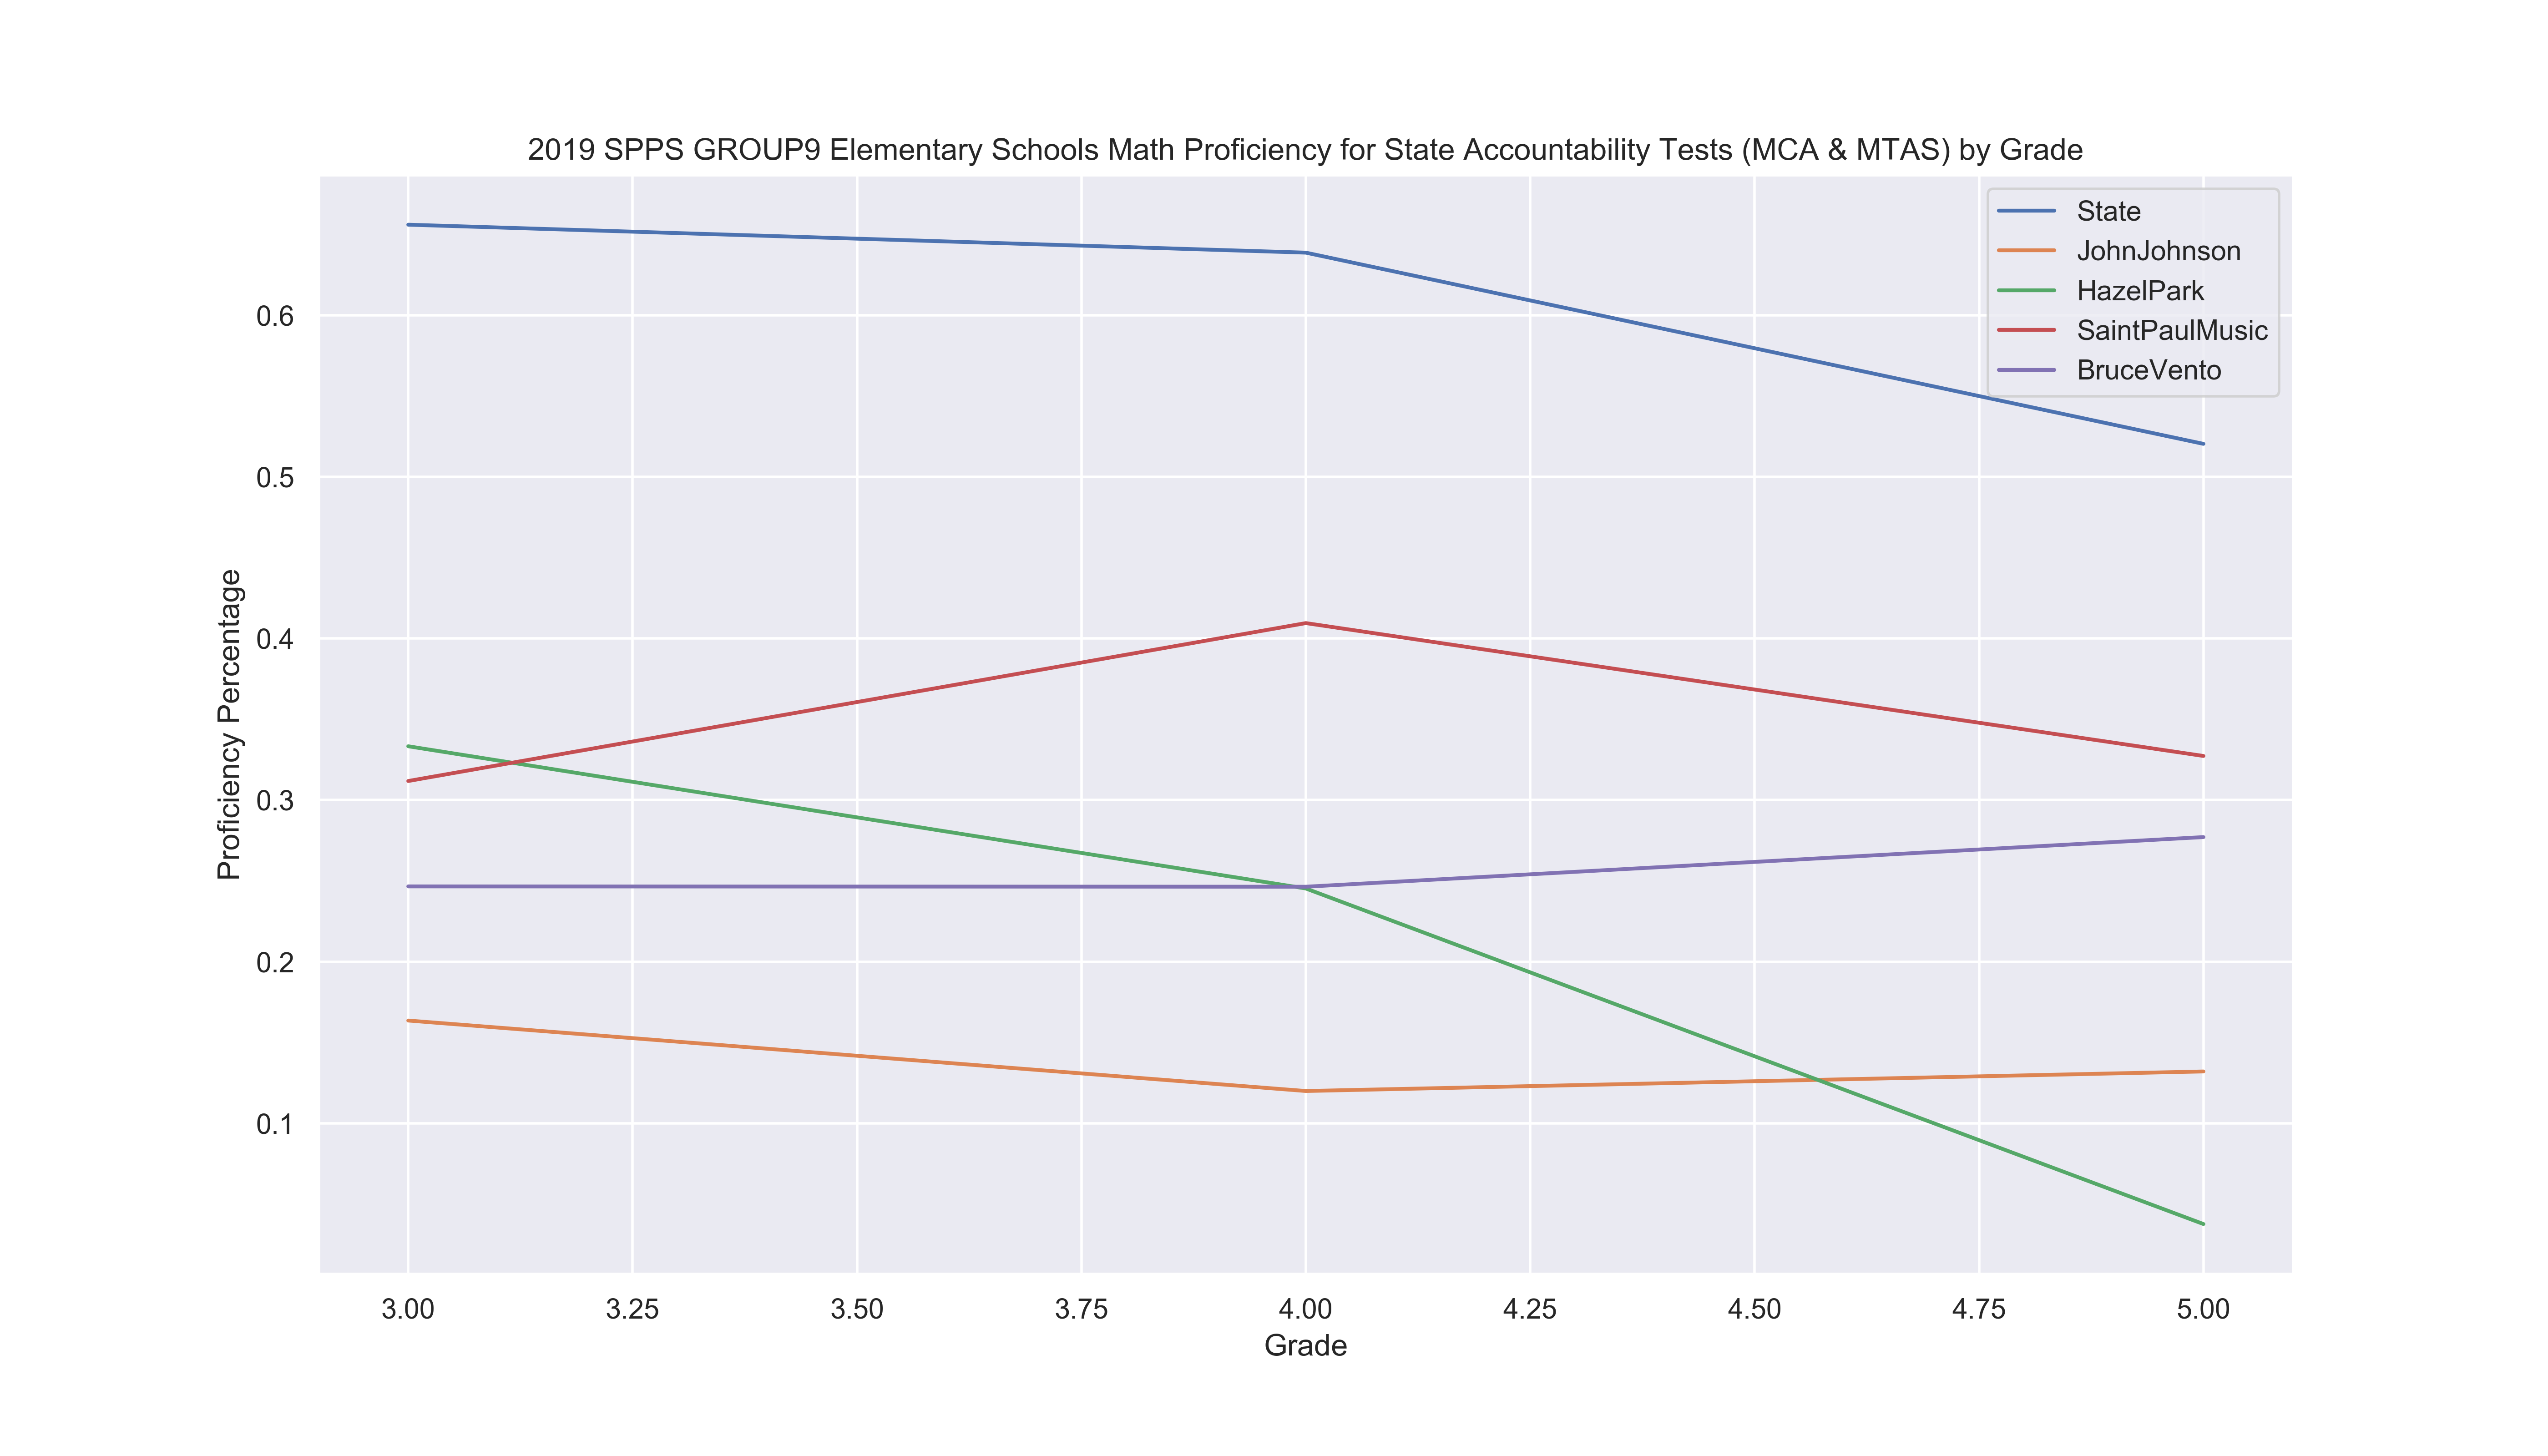 2019 SPPS GROUP9 Elementary Schools Math Proficiency for State Accountability Tests (MCA & MTAS) by Grade
State
JohnJohnson
HazelPark
SaintPaulMusic
BruceVento
Proficiency Percentage
0.6
0.5
0.4
0.3
0.2
0.1
3.00 3.25 3.50 3.75 4.00 4.25 4.50 4.75 5.00
Grade